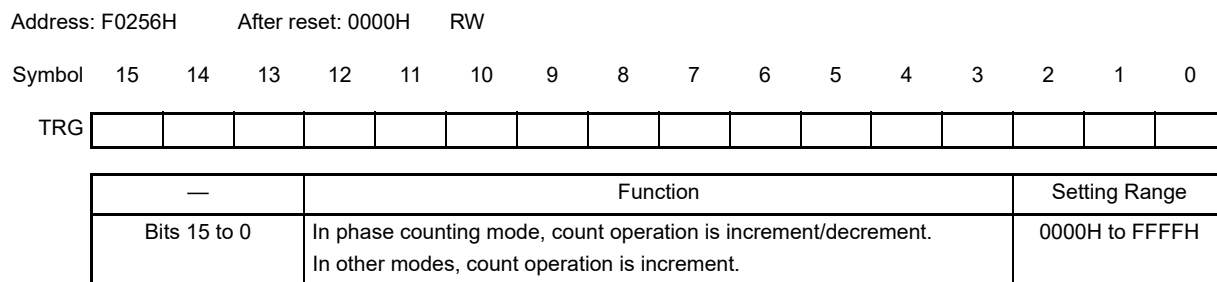 Address: F0256H After reset: 0000H RW
Symbol 15 14 13 12 11 10 9 8 7 6 5 4 3 2 1 0
TRG
— Function Setting Range
Bits 15 to 0 In phase counting mode, count operation is increment/decrement. 0000H to FFFFH
In other modes, count operation is increment.